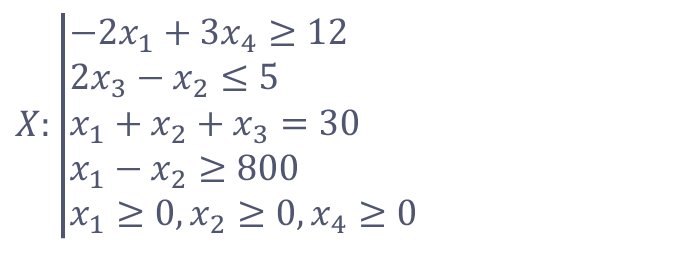 −2x₁ + 3x₄ ≥ 12
2x₃ − x₂ ≤ 5
X: x₁ + x₂ + x₃ = 30
x₁ − x₂ ≥ 800
x₁ ≥ 0, x₂ ≥ 0, x₄ ≥ 0